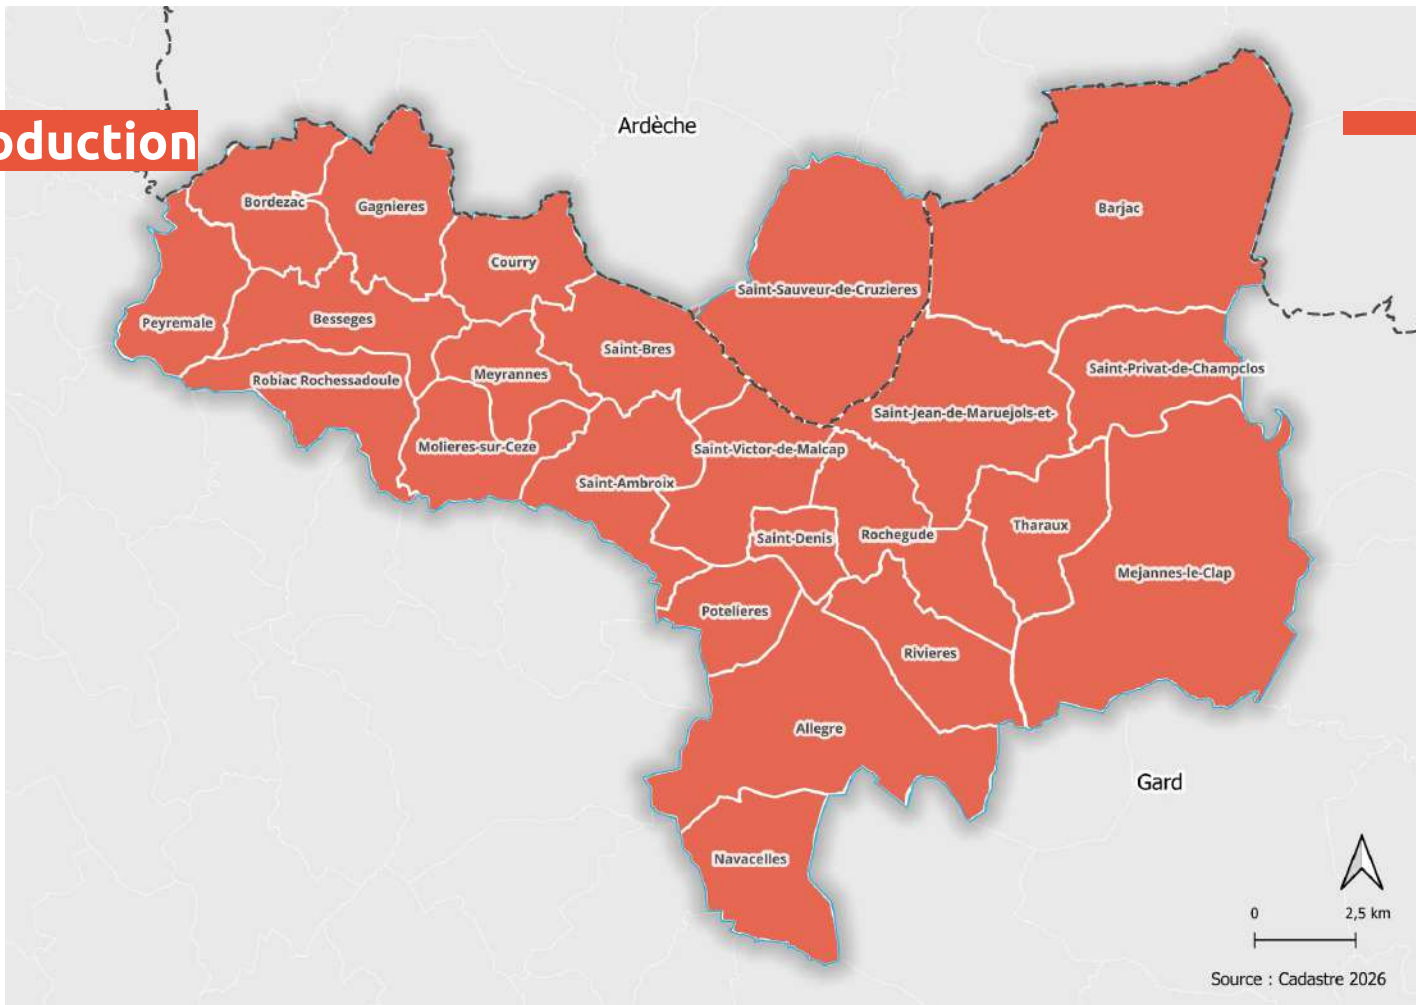 oduction
Ardèche
Bordezac
Gagnieres
Barjac
Courry
Saint-Sauveur-de-Cruzieres
Peyremale
Besseges
Saint-Bres
Saint-Privat-de-Champclos
Robiac Rochessadoule
Meyrannes
Saint-Jean-de-Maruejols-et-
Molieres-sur-Ceze
Saint-Victor-de-Malcap
Saint-Ambroix
Tharaux
Saint-Denis
Rochegude
Mejannes-le-Clap
Potelieres
Rivieres
Allegre
Gard
Navacelles
0 2,5 km
Source : Cadastre 2026